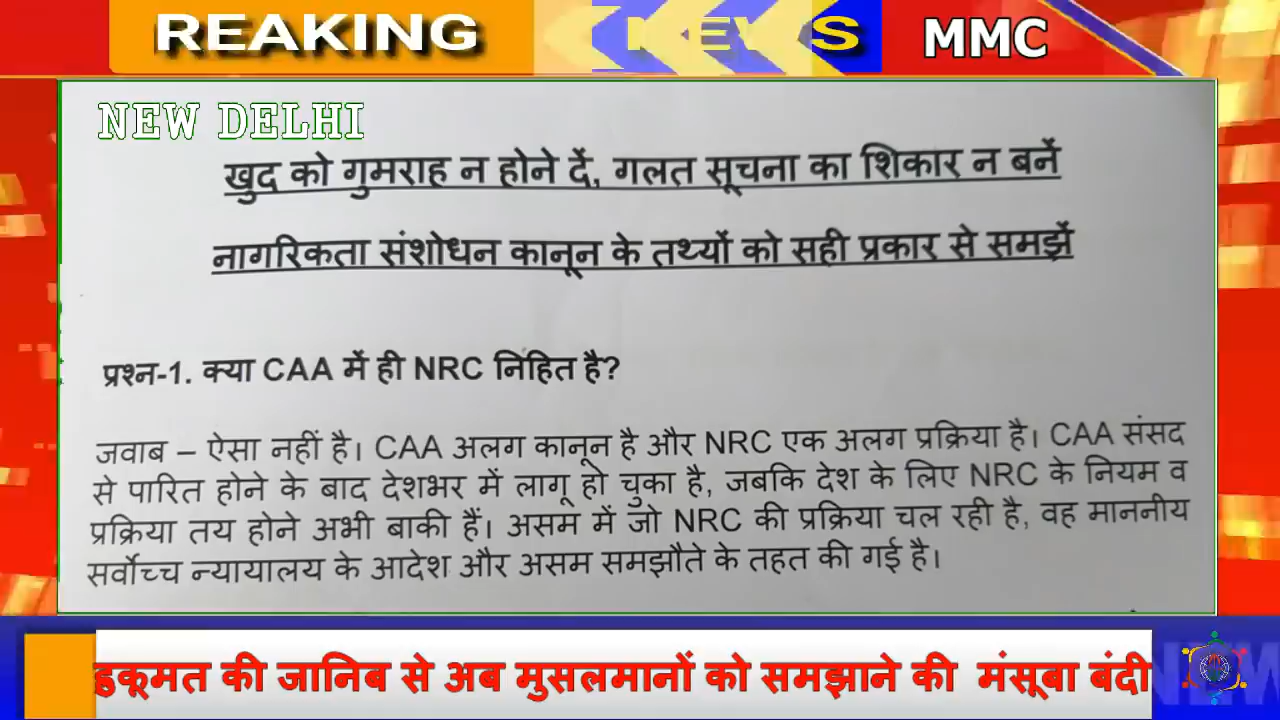 REAKING NEWS MMC
NEW DELHI
खुद को गुमराह न होने दें, गलत सूचना का शिकार न बनें
नागरिकता संशोधन कानून के तथ्यों को सही प्रकार से समझें
प्रश्न-1. क्या CAA में ही NRC निहित है?
जवाब – ऐसा नहीं है। CAA अलग कानून है और NRC एक अलग प्रक्रिया है। CAA संसद
से पारित होने के बाद देशभर में लागू हो चुका है, जबकि देश के लिए NRC के नियम व
प्रक्रिया तय होने अभी बाकी हैं। असम में जो NRC की प्रक्रिया चल रही है, वह माननीय
सर्वोच्च न्यायालय के आदेश और असम समझौते के तहत की गई है।
हकूमत की जानिब से अब मुसलमानों को समझाने की मंसूबा बंदी
NEW